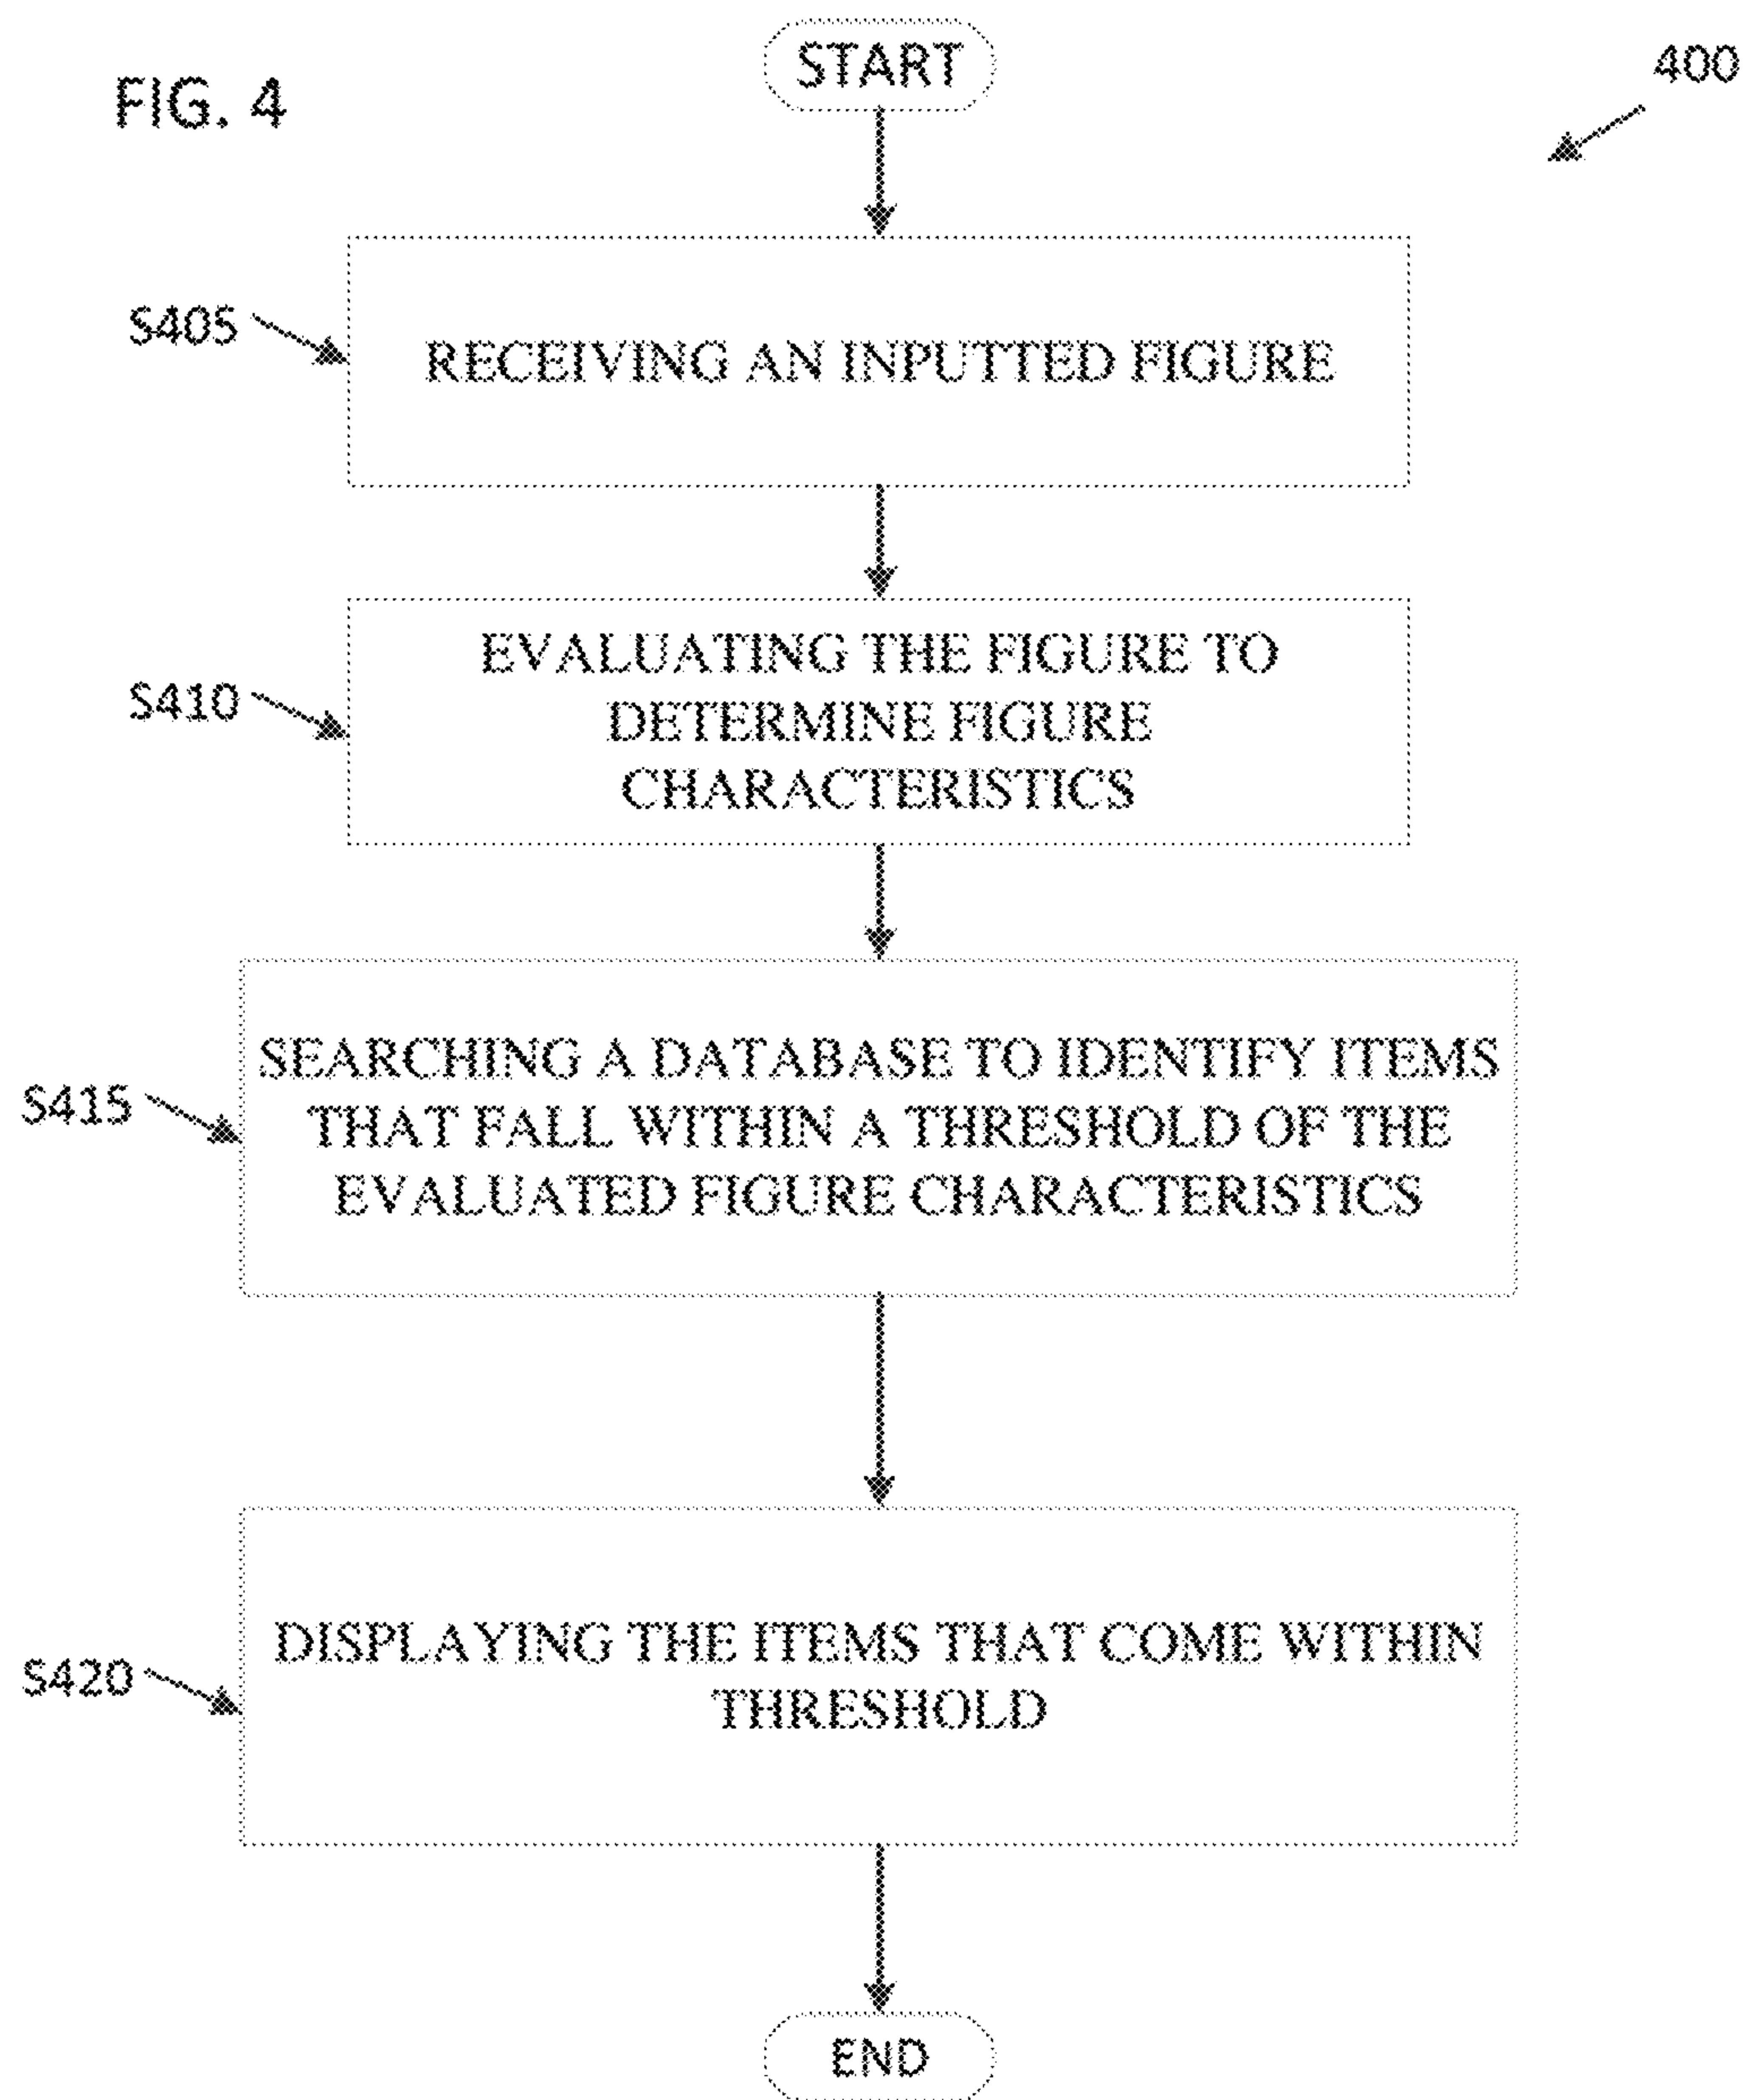 FIG. 4
START
400
S405
RECEIVING AN INPUTTED FIGURE
S410
EVALUATING THE FIGURE TO
DETERMINE FIGURE
CHARACTERISTICS
S415
SEARCHING A DATABASE TO IDENTIFY ITEMS
THAT FALL WITHIN A THRESHOLD OF THE
EVALUATED FIGURE CHARACTERISTICS
S420
DISPLAYING THE ITEMS THAT COME WITHIN
THRESHOLD
END